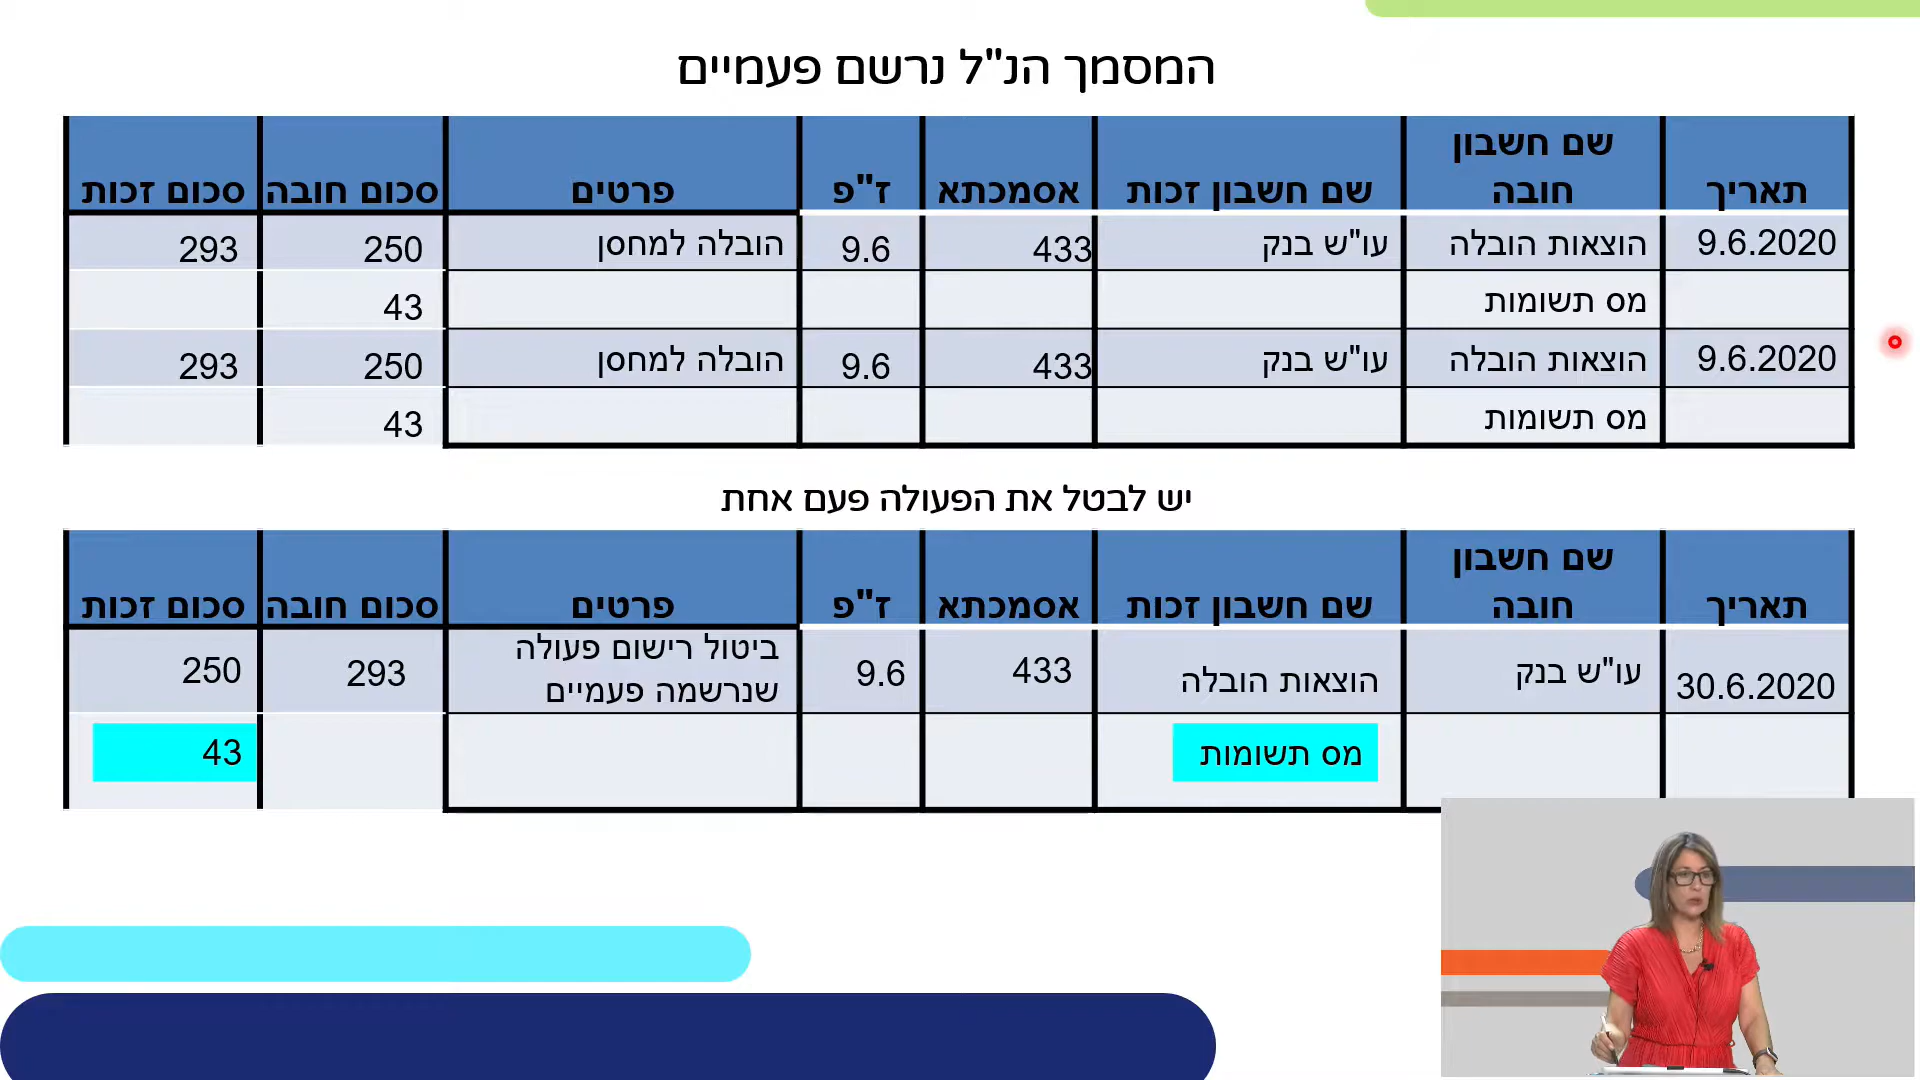 המסמך הנ"ל נרשם פעמיים
תאריך שם חשבון חובה שם חשבון זכות אסמכתא ז"פ פרטים סכום חובה סכום זכות
9.6.2020 הוצאות הובלה עו"ש בנק 433 9.6 הובלה למחסן 250 293
מס תשומות 43
9.6.2020 הוצאות הובלה עו"ש בנק 433 9.6 הובלה למחסן 250 293
מס תשומות 43
יש לבטל את הפעולה פעם אחת
תאריך שם חשבון חובה שם חשבון זכות אסמכתא ז"פ פרטים סכום חובה סכום זכות
30.6.2020 עו"ש בנק הוצאות הובלה 433 9.6 ביטול רישום פעולה שנרשמה פעמיים 293 250
מס תשומות 43